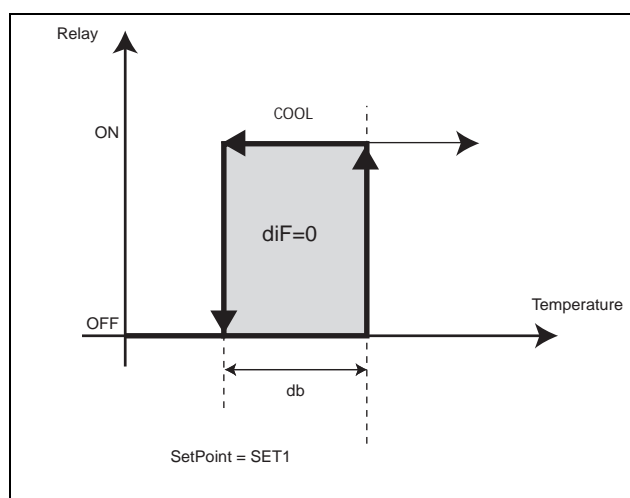 Relay
COOL
ON
diF=0
Temperature
OFF
db
SetPoint = SET1